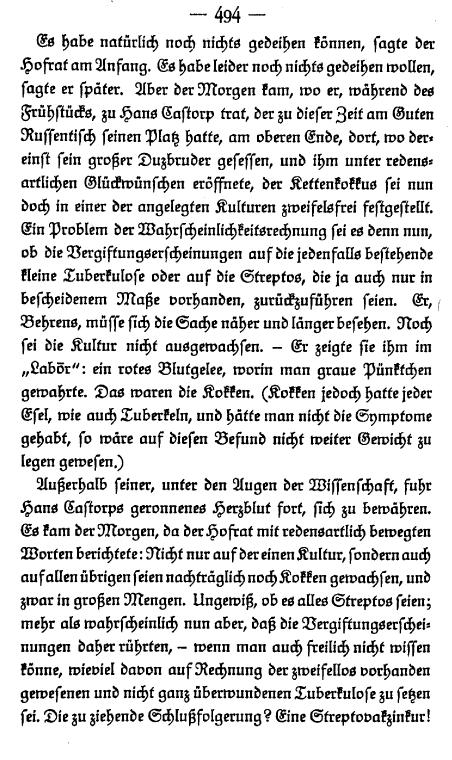 — 494 —
Es habe natürlich noch nichts gedeihen können, sagte der
Hofrat am Anfang. Es habe leider noch nichts gedeihen wollen,
sagte er später. Aber der Morgen kam, wo er, während des
Frühstücks, zu Hans Castorp trat, der zu dieser Zeit am Guten
Russentisch seinen Platz hatte, am oberen Ende, dort, wo der-
einst sein großer Duzbruder gesessen, und ihm unter redens-
artlichen Glückwünschen eröffnete, der Kettenkokkus sei nun
doch in einer der angelegten Kulturen zweifelsfrei festgestellt.
Ein Problem der Wahrscheinlichkeitsrechnung sei es denn nun,
ob die Vergiftungserscheinungen auf die jedenfalls bestehende
kleine Tuberkulose oder auf die Streptos, die ja auch nur in
bescheidenem Maße vorhanden, zurückzuführen seien. Er,
Behrens, müsse sich die Sache näher und länger besehen. Noch
sei die Kultur nicht ausgewachsen. – Er zeigte sie ihm im
„Labör“: ein rotes Blutgelee, worin man graue Pünktchen
gewahrte. Das waren die Kokken. (Kokken jedoch hatte jeder
Esel, wie auch Tuberkeln, und hätte man nicht die Symptome
gehabt, so wäre auf diesen Befund nicht weiter Gewicht zu
legen gewesen.)
Außerhalb seiner, unter den Augen der Wissenschaft, fuhr
Hans Castorps geronnenes Herzblut fort, sich zu bewähren.
Es kam der Morgen, da der Hofrat mit redensartlich bewegten
Worten berichtete: Nicht nur auf der einen Kultur, sondern auch
auf allen übrigen seien nachträglich noch Kokken gewachsen, und
zwar in großen Mengen. Ungewiß, ob es alles Streptos seien;
mehr als wahrscheinlich nun aber, daß die Vergiftungserschei-
nungen daher rührten, – wenn man auch freilich nicht wissen
könne, wieviel davon auf Rechnung der zweifellos vorhanden
gewesenen und nicht ganz überwundenen Tuberkulose zu setzen
sei. Die zu ziehende Schlußfolgerung? Eine Streptovakzinkur!